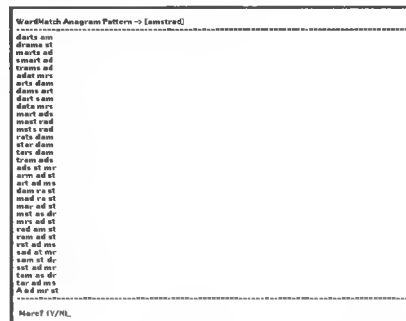 WordMatch Anagram Pattern -> [amstrad]
darts am
drama st
marts ad
smart ad
trams ad
adat mrs
arts dam
dams art
dart sam
data mrs
mart ads
mast rad
msts rad
rats dam
star dam
tars dam
tram ads
ads st mr
arm ad st
art ad ms
dam ra st
mad ra st
mar ad st
mst as dr
mrs ad st
rad am st
ram ad st
rst ad ma
sad at mr
sam st dr
sst ad mr
tam as dr
tar ad ms
A ad mr st
More? (Y/N)_